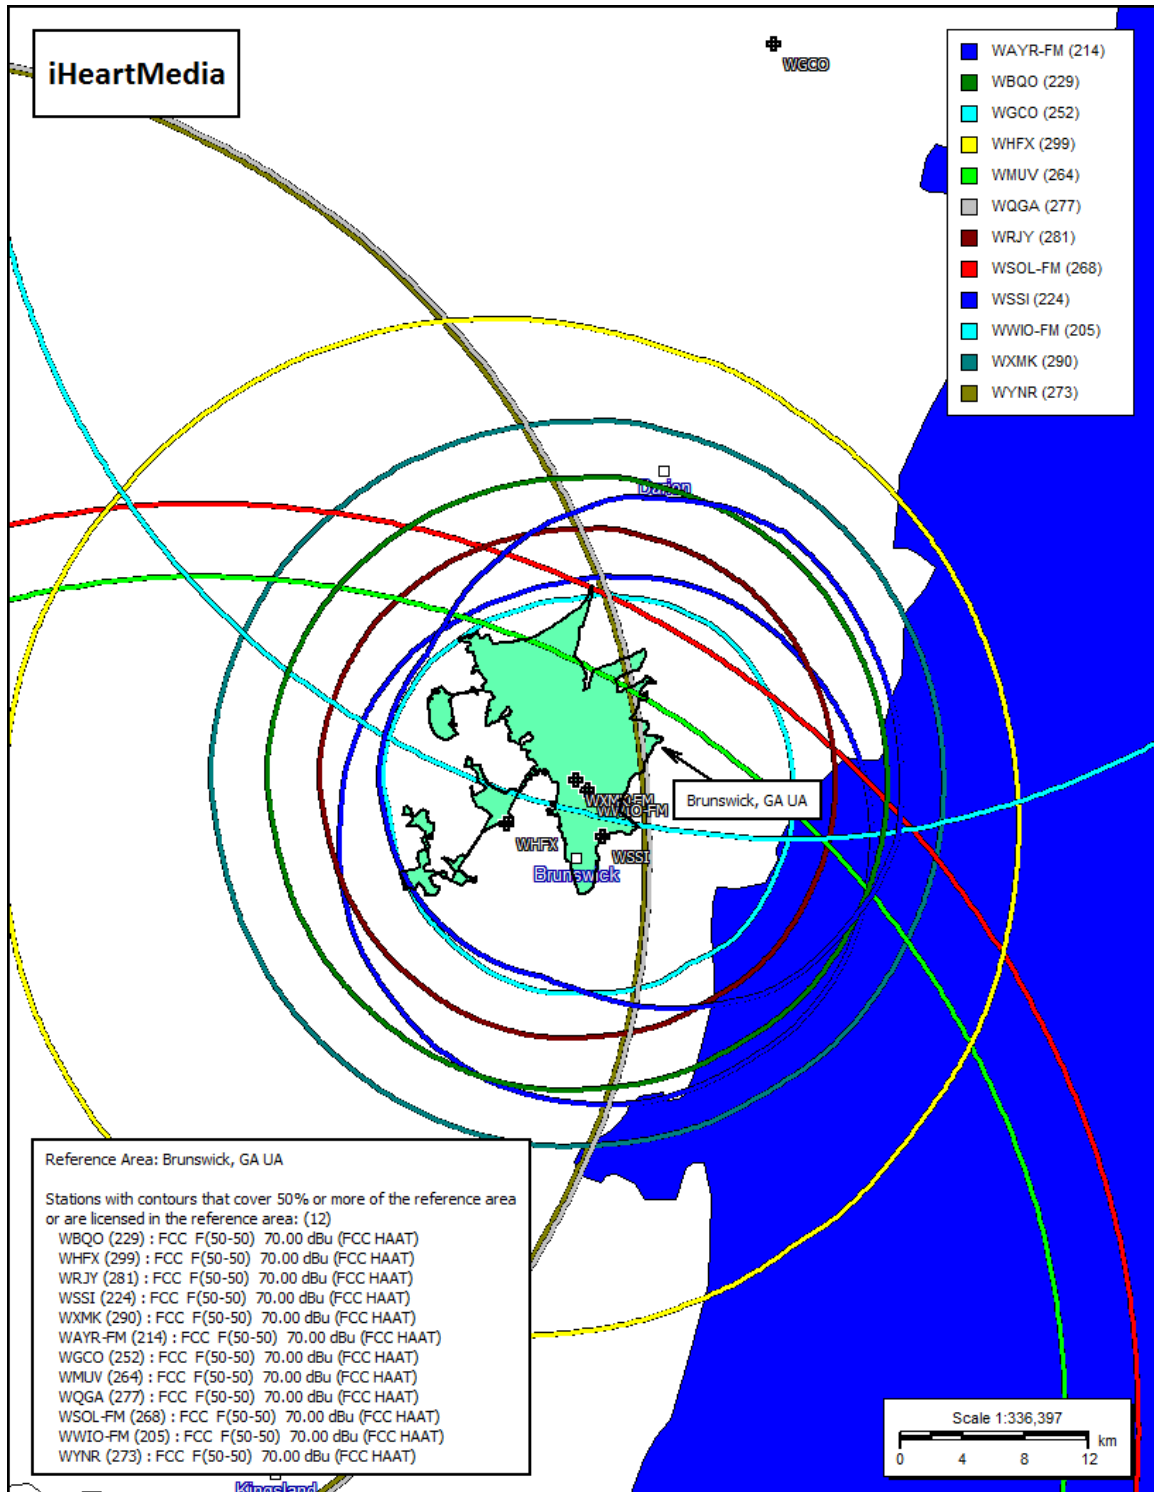 iHeartMedia
WGCO
WAYR-FM (214)
WBQO (229)
WGCO (252)
WHFX (299)
WMUV (264)
WQGA (277)
WRJY (281)
WSOL-FM (268)
WSSI (224)
WWIO-FM (205)
WXMK (290)
WYNR (273)
Darien
Brunswick, GA UA
WWIO-FM
WHFX
WSSI
Brunswick
Reference Area: Brunswick, GA UA
Stations with contours that cover 50% or more of the reference area
or are licensed in the reference area: (12)
WBQO (229) : FCC F(50-50) 70.00 dBu (FCC HAAT)
WHFX (299) : FCC F(50-50) 70.00 dBu (FCC HAAT)
WRJY (281) : FCC F(50-50) 70.00 dBu (FCC HAAT)
WSSI (224) : FCC F(50-50) 70.00 dBu (FCC HAAT)
WXMK (290) : FCC F(50-50) 70.00 dBu (FCC HAAT)
WAYR-FM (214) : FCC F(50-50) 70.00 dBu (FCC HAAT)
WGCO (252) : FCC F(50-50) 70.00 dBu (FCC HAAT)
WMUV (264) : FCC F(50-50) 70.00 dBu (FCC HAAT)
WQGA (277) : FCC F(50-50) 70.00 dBu (FCC HAAT)
WSOL-FM (268) : FCC F(50-50) 70.00 dBu (FCC HAAT)
WWIO-FM (205) : FCC F(50-50) 70.00 dBu (FCC HAAT)
WYNR (273) : FCC F(50-50) 70.00 dBu (FCC HAAT)
Scale 1:336,397
km
0 4 8 12
Kingsland